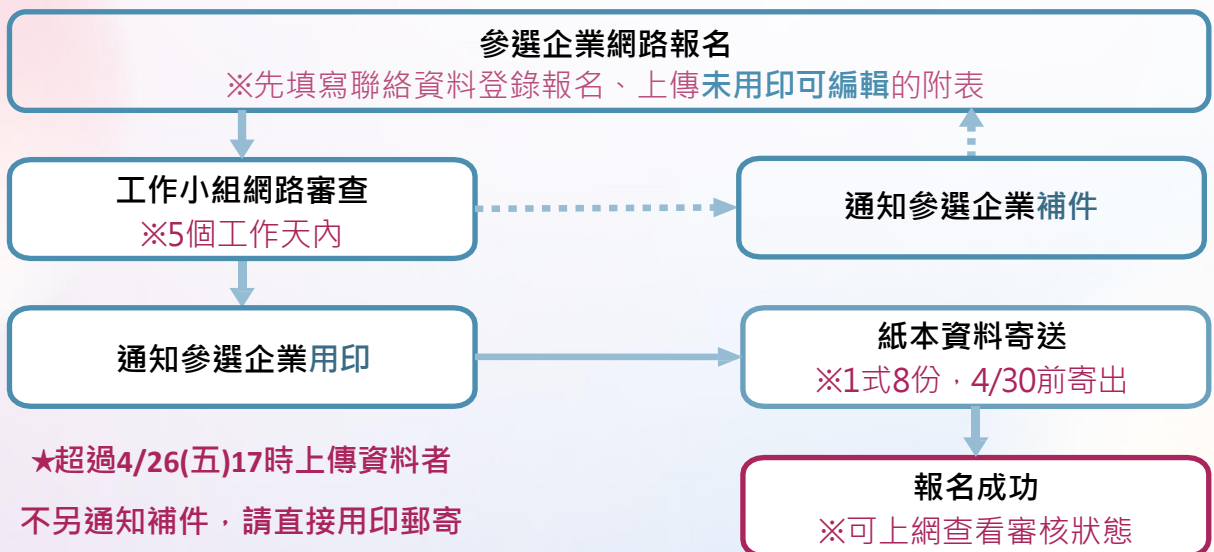 參選企業網路報名
※先填寫聯絡資料登錄報名、上傳未用印可編輯的附表
工作小組網路審查
※5個工作天內
通知參選企業補件
通知參選企業用印
紙本資料寄送
※1式8份，4/30前寄出
★超過4/26(五)17時上傳資料者
不另通知補件，請直接用印郵寄
報名成功
※可上網查看審核狀態